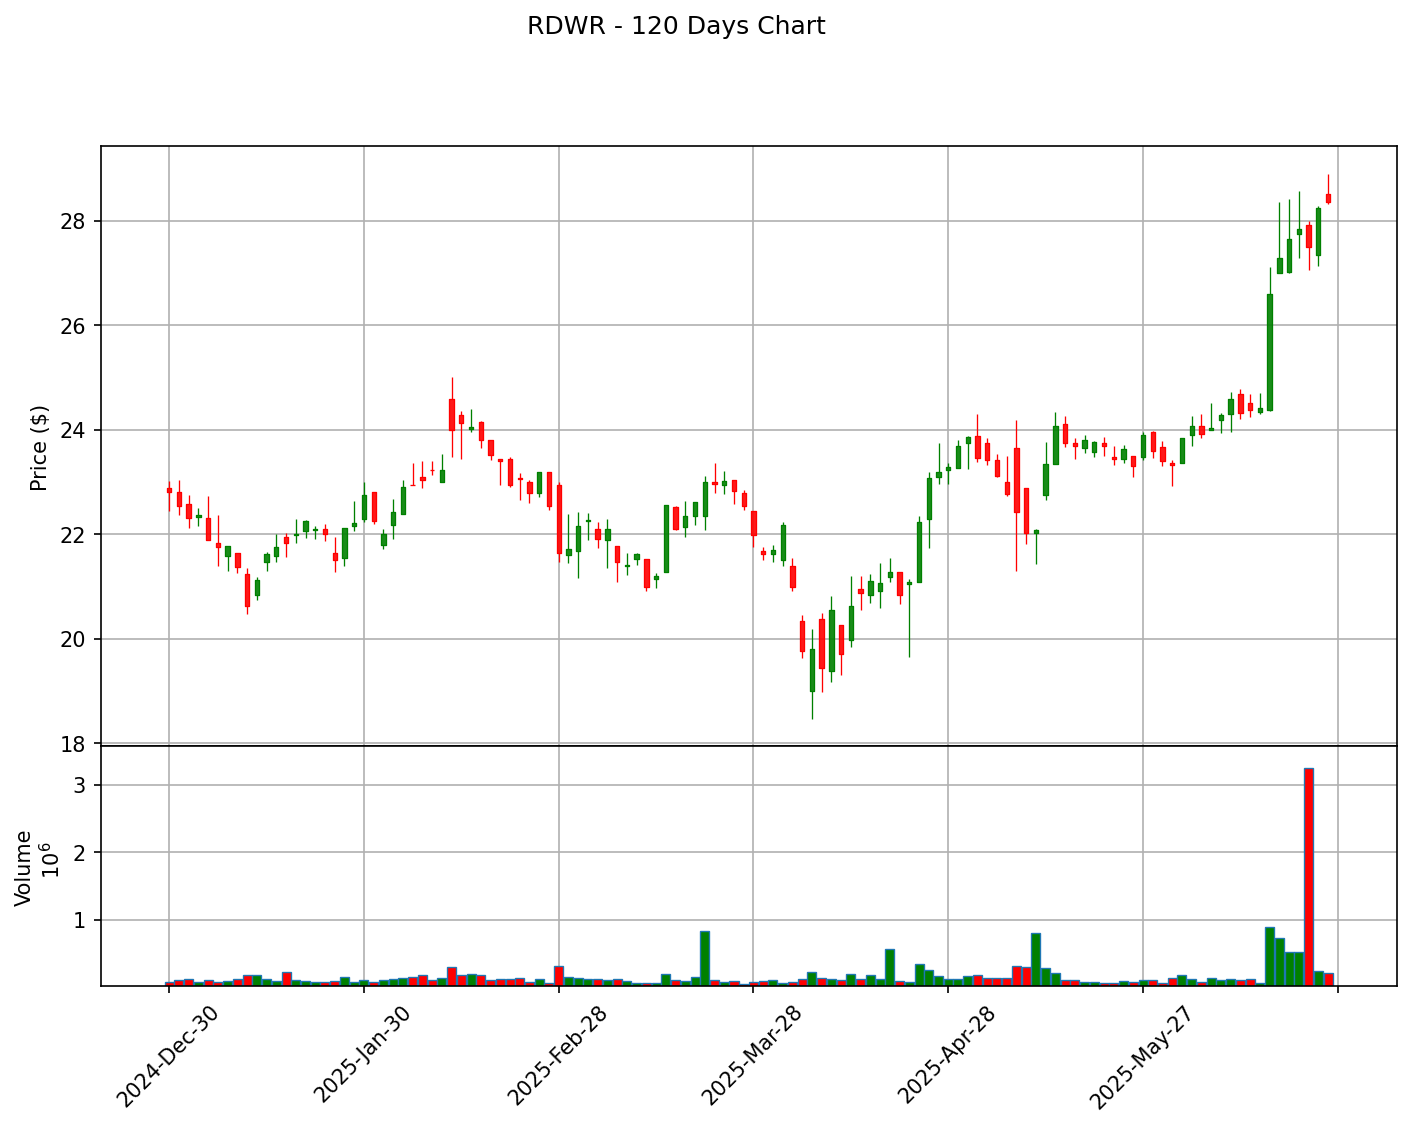 RDWR - 120 Days Chart
Price ($)
28
26
24
22
20
18
Volume
10⁶
3
2
1
2024-Dec-30
2025-Jan-30
2025-Feb-28
2025-Mar-28
2025-Apr-28
2025-May-27